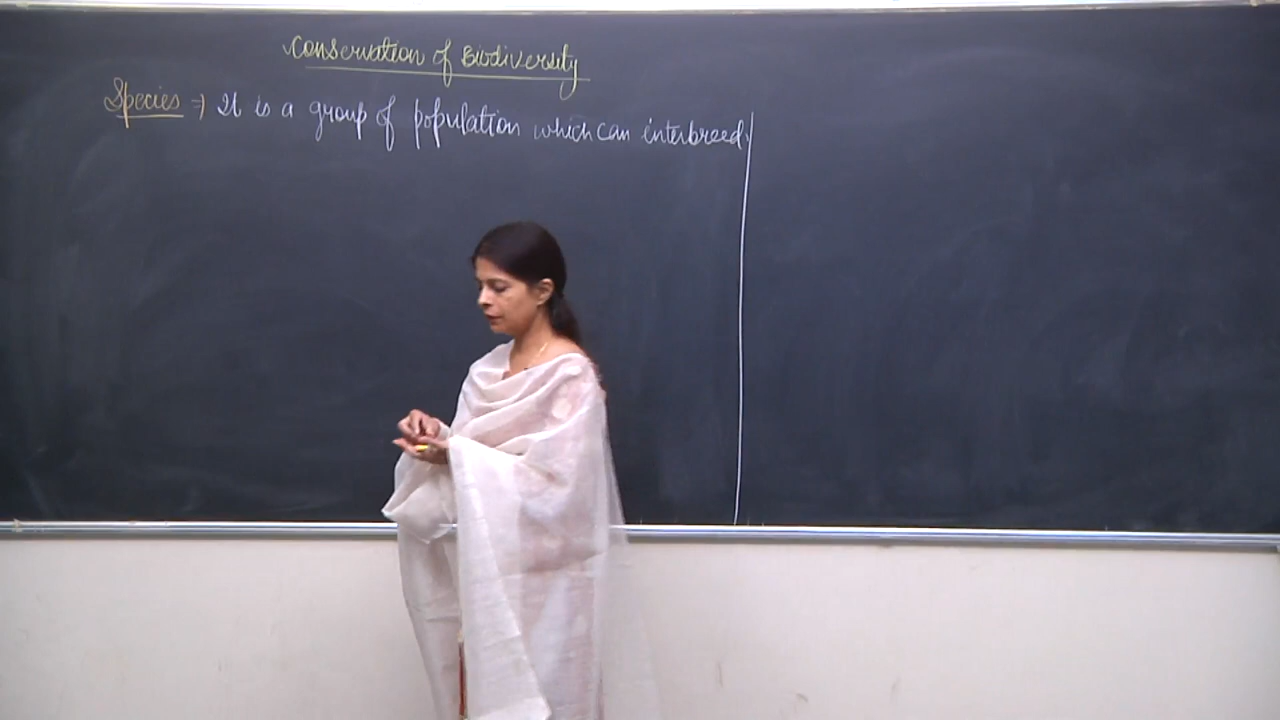 Conservation of Biodiversity
Species ⇒ It is a group of population which can interbreed.